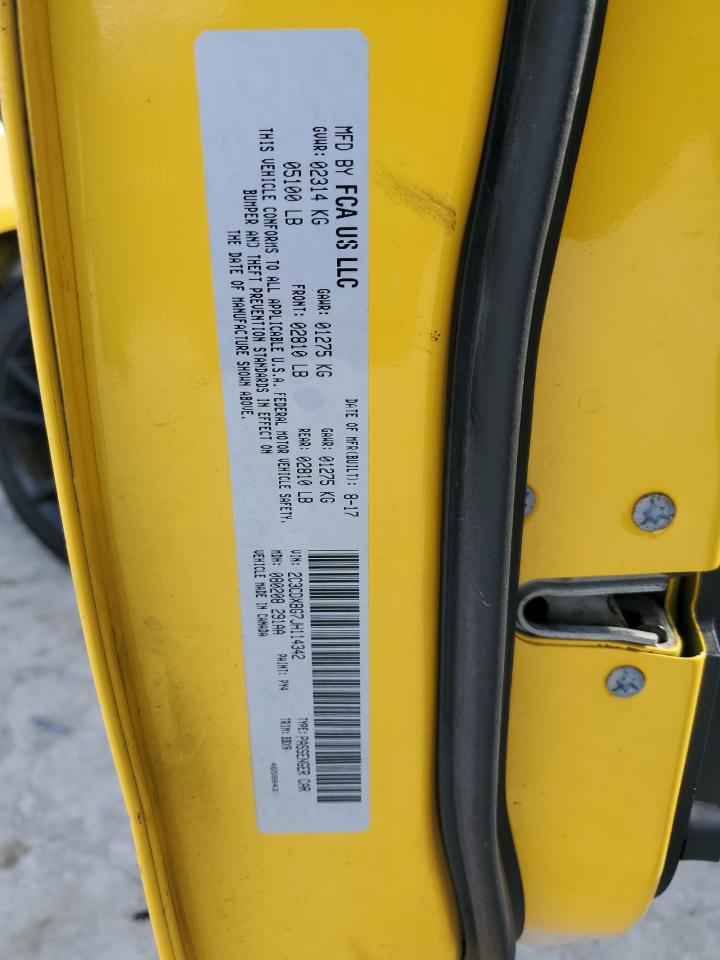 MFD BY FCA US LLC
DATE OF MFR(BUILT): 8-17
GVWR: 02314 KG GAWR: 01275 KG GAWR: 01275 KG
05100 LB FRONT: 02810 LB REAR: 02810 LB
THIS VEHICLE CONFORMS TO ALL APPLICABLE U.S.A. FEDERAL MOTOR VEHICLE SAFETY,
BUMPER AND THEFT PREVENTION STANDARDS IN EFFECT ON
THE DATE OF MANUFACTURE SHOWN ABOVE.
VIN: 2C3CDXBG7JH114342 TYPE: PASSENGER CAR
MDH: 080208 291AA PAINT: PY4 TRIM:
VEHICLE MADE IN CANADA